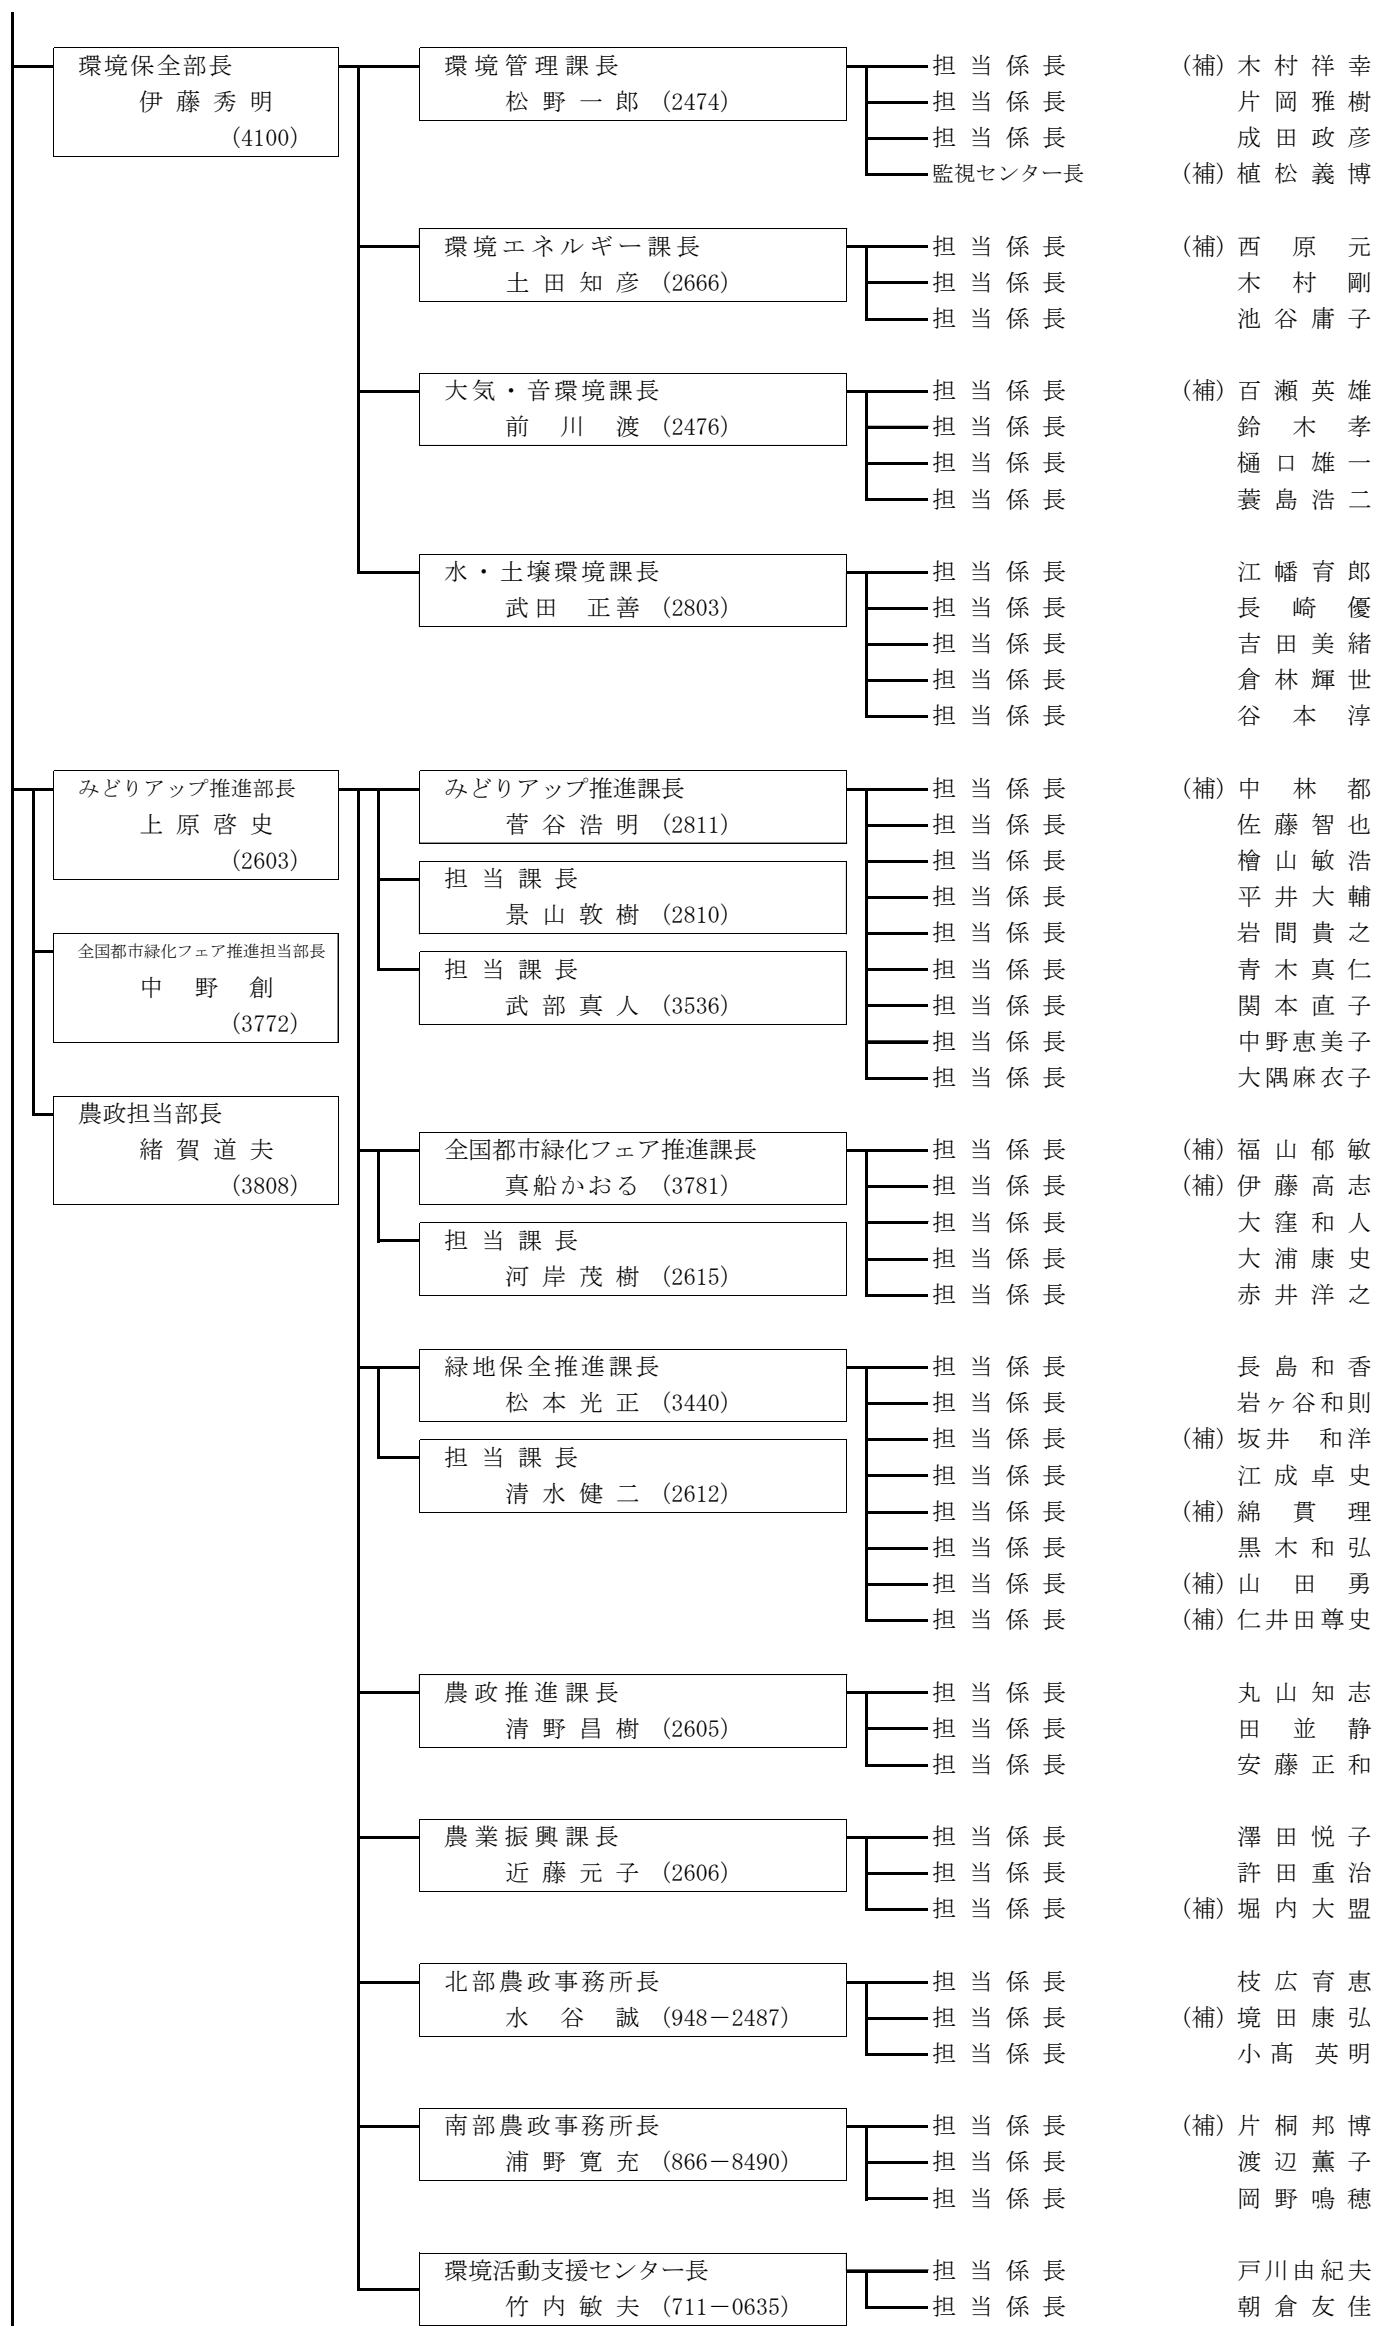 環境保全部長
伊藤秀明
(4100)
環境管理課長
松野一郎 (2474)
担当係長 (補)木村祥幸
担当係長 片岡雅樹
担当係長 成田政彦
監視センター長 (補)植松義博
環境エネルギー課長
土田知彦 (2666)
担当係長 (補)西原元
担当係長 木村剛
担当係長 池谷庸子
大気・音環境課長
前川渡 (2476)
担当係長 (補)百瀬英雄
担当係長 鈴木孝
担当係長 樋口雄一
担当係長 蓑島浩二
水・土壌環境課長
武田 正善 (2803)
担当係長 江幡育郎
担当係長 長崎優
担当係長 吉田美緒
担当係長 倉林輝世
担当係長 谷本淳
みどりアップ推進部長
上原啓史
(2603)
全国都市緑化フェア推進担当部長
中野創
(3772)
農政担当部長
緒賀道夫
(3808)
みどりアップ推進課長
菅谷浩明 (2811)
担当課長
景山敦樹 (2810)
担当課長
武部真人 (3536)
担当係長 (補)中林都
担当係長 佐藤智也
担当係長 檜山敏浩
担当係長 平井大輔
担当係長 岩間貴之
担当係長 青木真仁
担当係長 関本直子
担当係長 中野恵美子
担当係長 大隅麻衣子
全国都市緑化フェア推進課長
真船かおる (3781)
担当課長
河岸茂樹 (2615)
担当係長 (補)福山郁敏
担当係長 (補)伊藤高志
担当係長 大窪和人
担当係長 大浦康史
担当係長 赤井洋之
緑地保全推進課長
松本光正 (3440)
担当課長
清水健二 (2612)
担当係長 長島和香
担当係長 岩ヶ谷和則
担当係長 (補)坂井 和洋
担当係長 江成卓史
担当係長 (補)綿貫理
担当係長 黒木和弘
担当係長 (補)山田勇
担当係長 (補)仁井田尊史
農政推進課長
清野昌樹 (2605)
担当係長 丸山知志
担当係長 田並静
担当係長 安藤正和
農業振興課長
近藤元子 (2606)
担当係長 澤田悦子
担当係長 許田重治
担当係長 (補)堀内大盟
北部農政事務所長
水谷誠 (948−2487)
担当係長 枝広育恵
担当係長 (補)境田康弘
担当係長 小髙 英明
南部農政事務所長
浦野寛充 (866−8490)
担当係長 (補)片桐邦博
担当係長 渡辺薫子
担当係長 岡野鳴穂
環境活動支援センター長
竹内敏夫 (711−0635)
担当係長 戸川由紀夫
担当係長 朝倉友佳